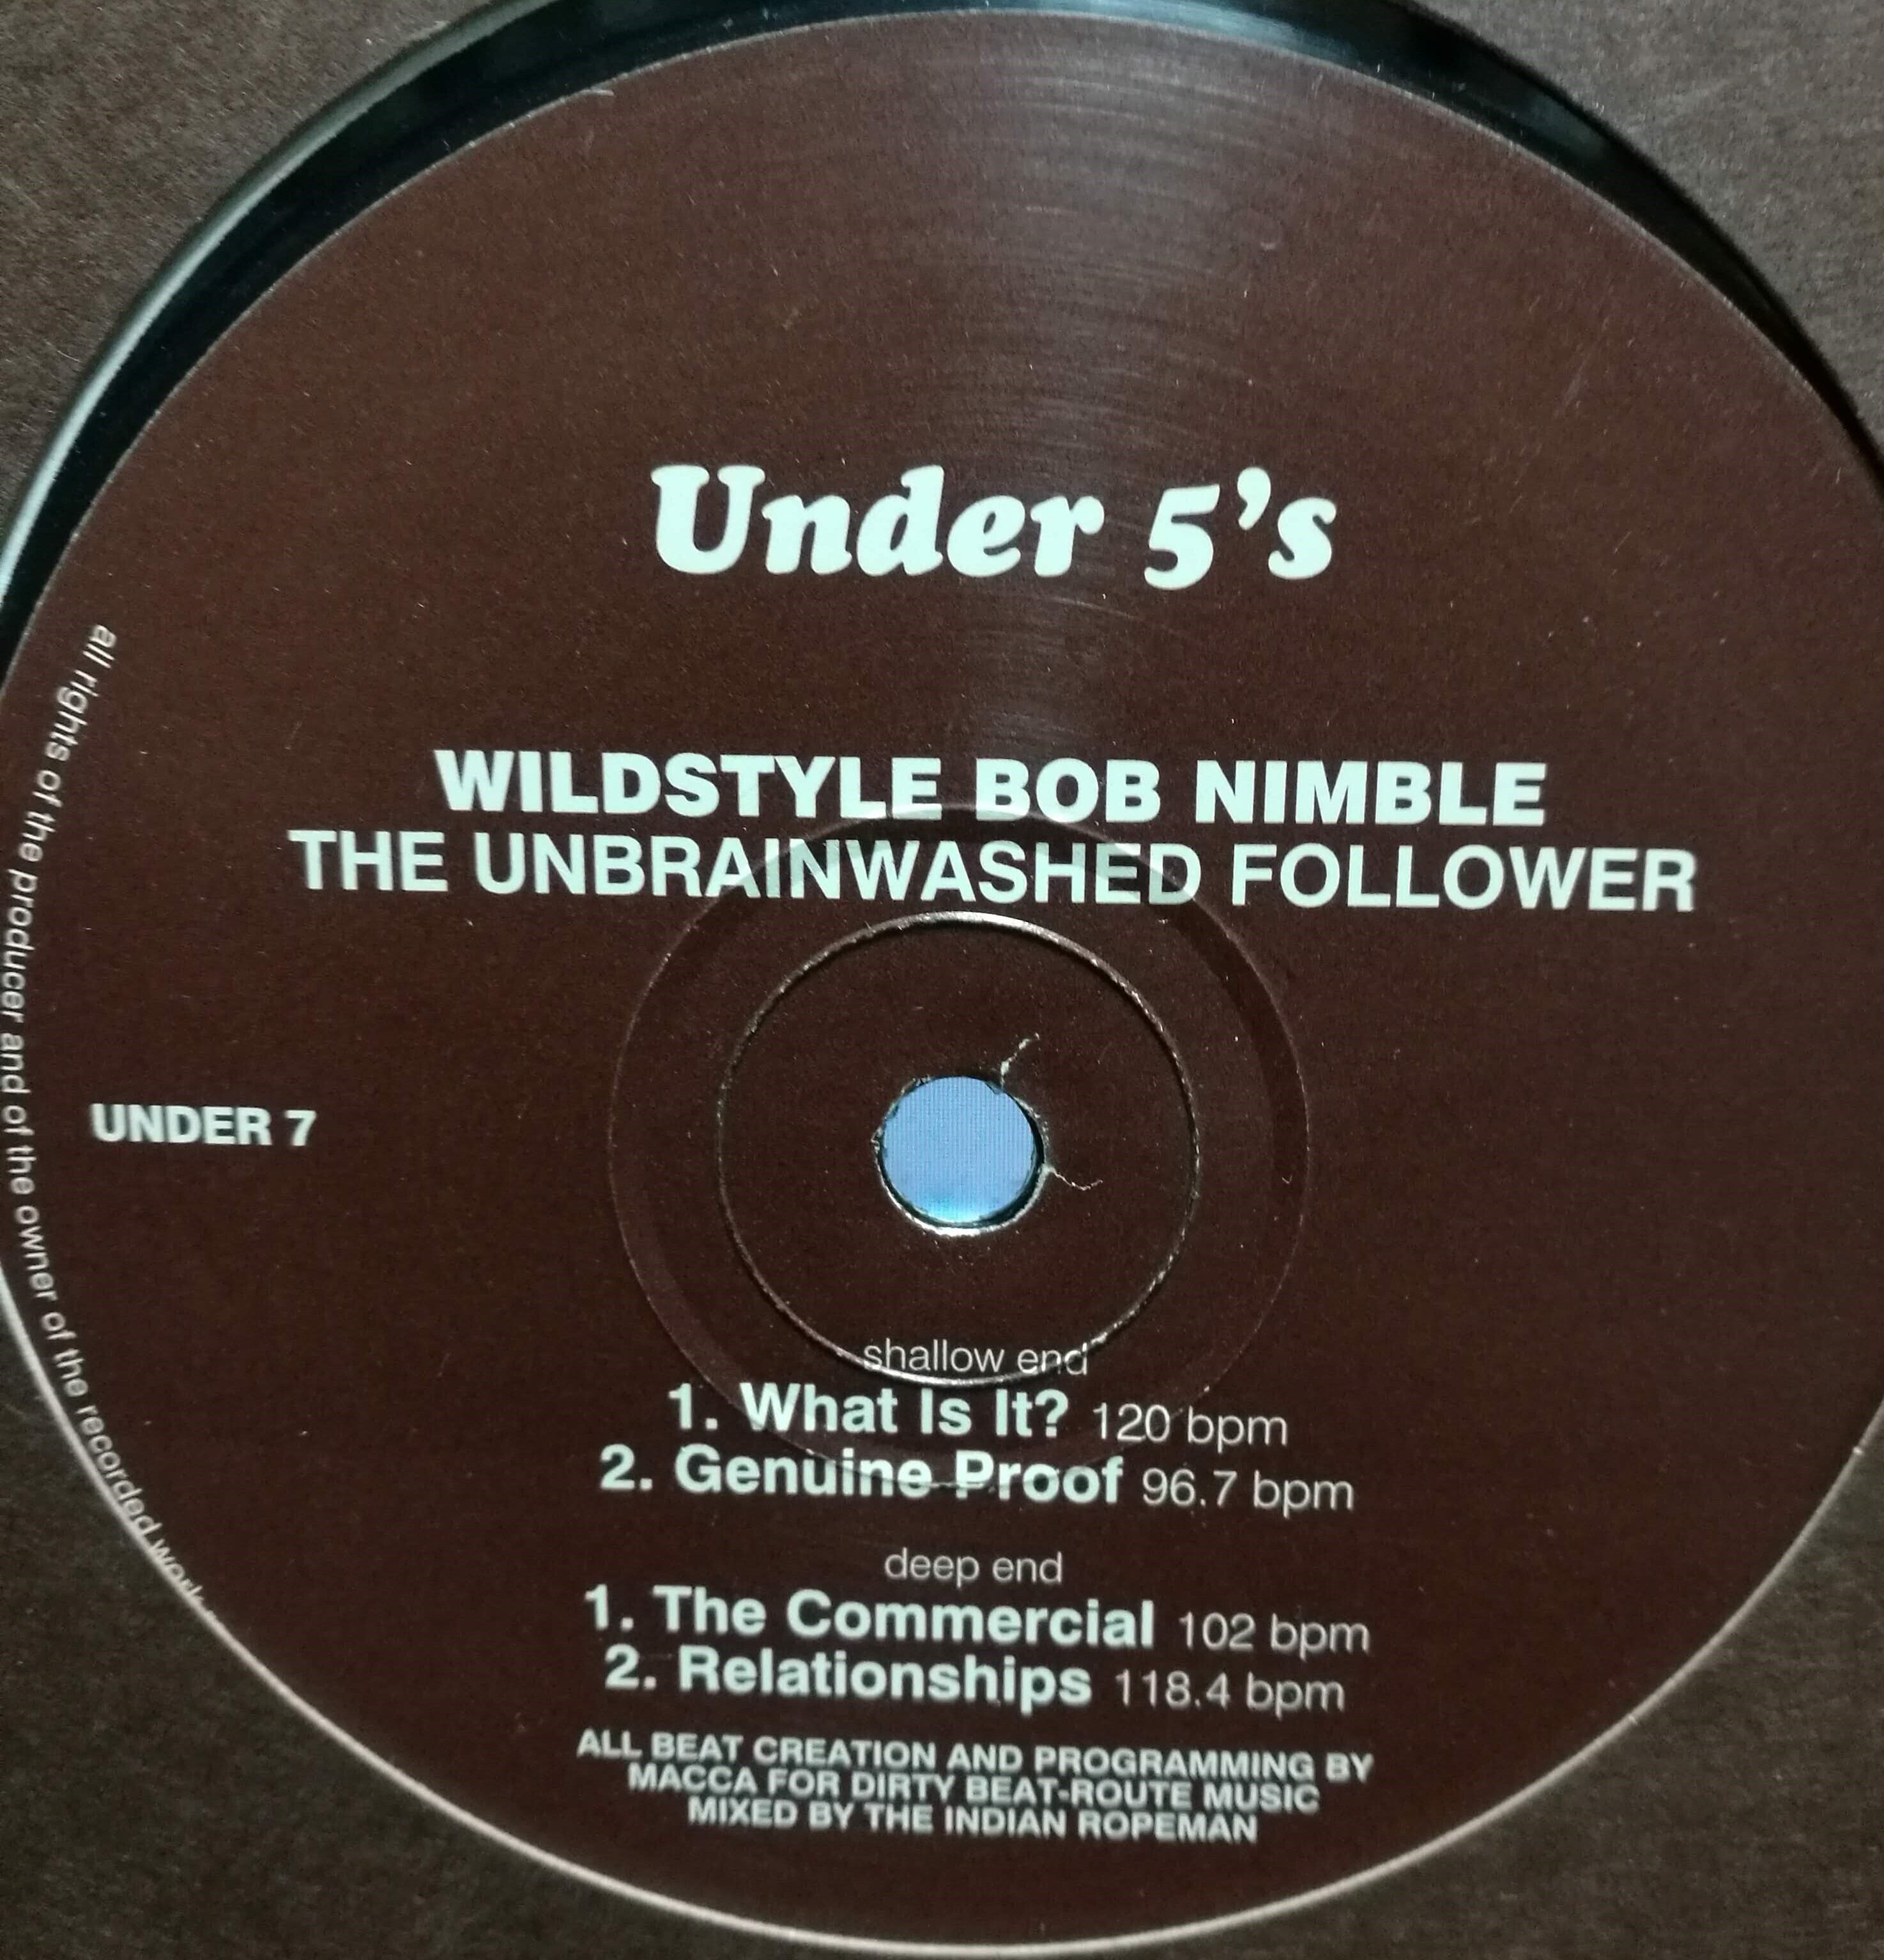 Under 5's
WILDSTYLE BOB NIMBLE
THE UNBRAINWASHED FOLLOWER
all rights of the producer and of the owner of the recorded work
UNDER 7
shallow end
1. What Is It? 120 bpm
2. Genuine Proof 96.7 bpm
deep end
1. The Commercial 102 bpm
2. Relationships 118.4 bpm
ALL BEAT CREATION AND PROGRAMMING BY
MACCA FOR DIRTY BEAT-ROUTE MUSIC
MIXED BY THE INDIAN ROPEMAN